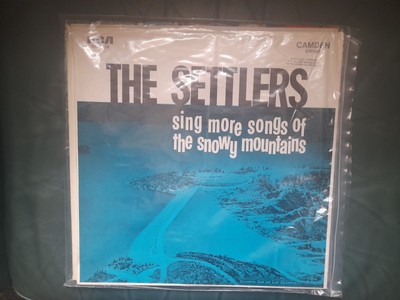 RCA
CAMDEN
THE SETTLERS
sing more songs of
the snowy mountains